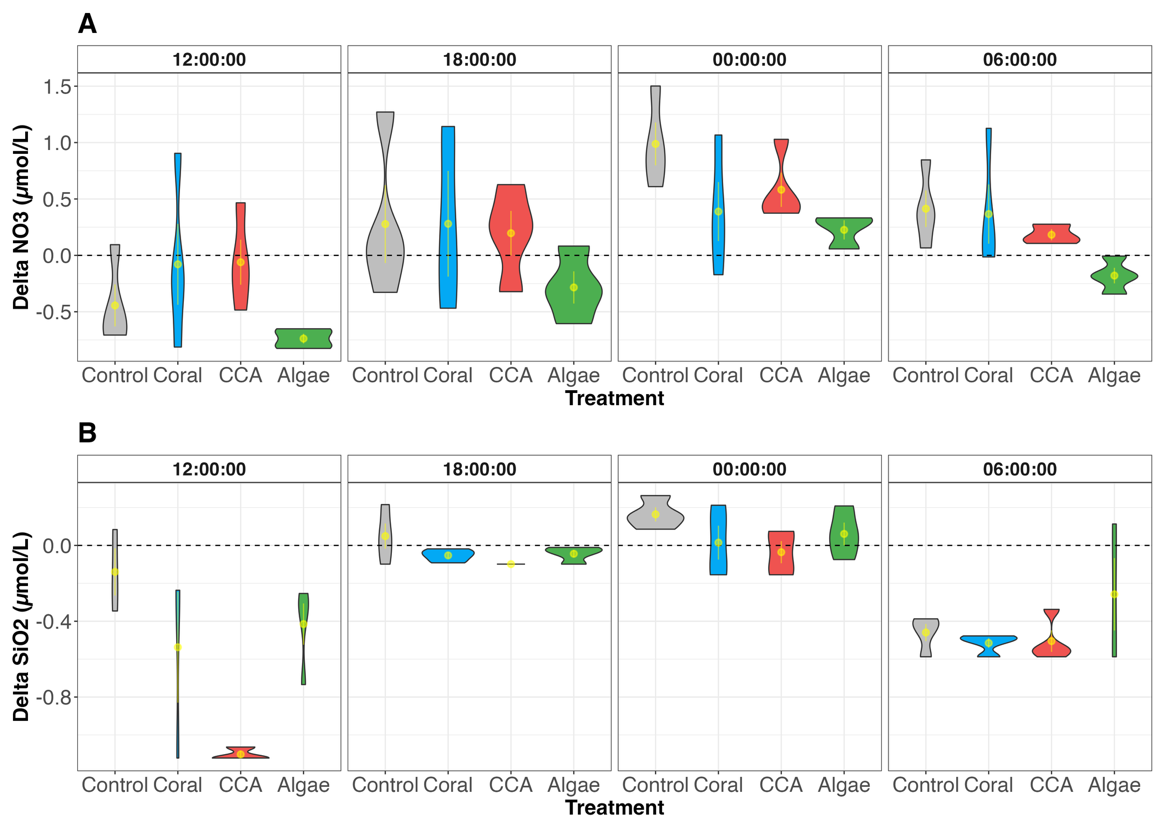 A
12:00:00 18:00:00 00:00:00 06:00:00
Delta NO3 (µmol/L)
1.5
1.0
0.5
0.0
-0.5
Control Coral CCA Algae Control Coral CCA Algae Control Coral CCA Algae Control Coral CCA Algae
Treatment
B
12:00:00 18:00:00 00:00:00 06:00:00
Delta SiO2 (µmol/L)
0.0
-0.4
-0.8
Control Coral CCA Algae Control Coral CCA Algae Control Coral CCA Algae Control Coral CCA Algae
Treatment